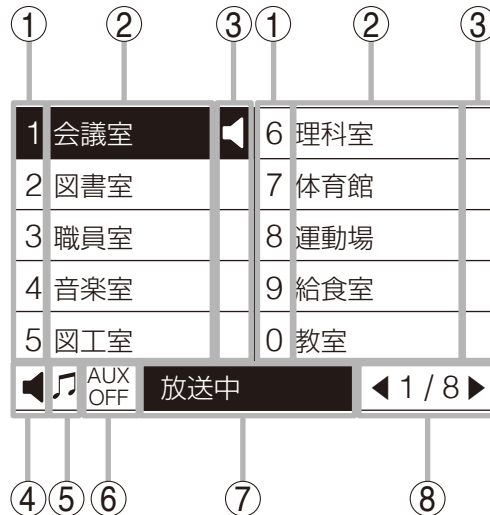 ① ② ③ ① ② ③
1 会議室 6 理科室
2 図書室 7 体育館
3 職員室 8 運動場
4 音楽室 9 給食室
5 図工室 0 教室
AUX OFF 放送中 ◀ 1 / 8 ▶
④ ⑤ ⑥ ⑦ ⑧